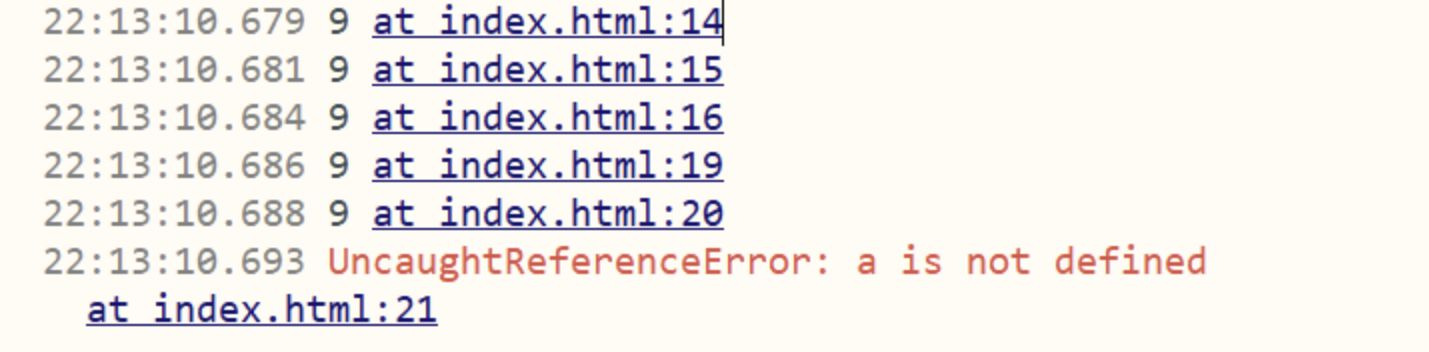 22:13:10.679 9 at index.html:14
22:13:10.681 9 at index.html:15
22:13:10.684 9 at index.html:16
22:13:10.686 9 at index.html:19
22:13:10.688 9 at index.html:20
22:13:10.693 UncaughtReferenceError: a is not defined
at index.html:21